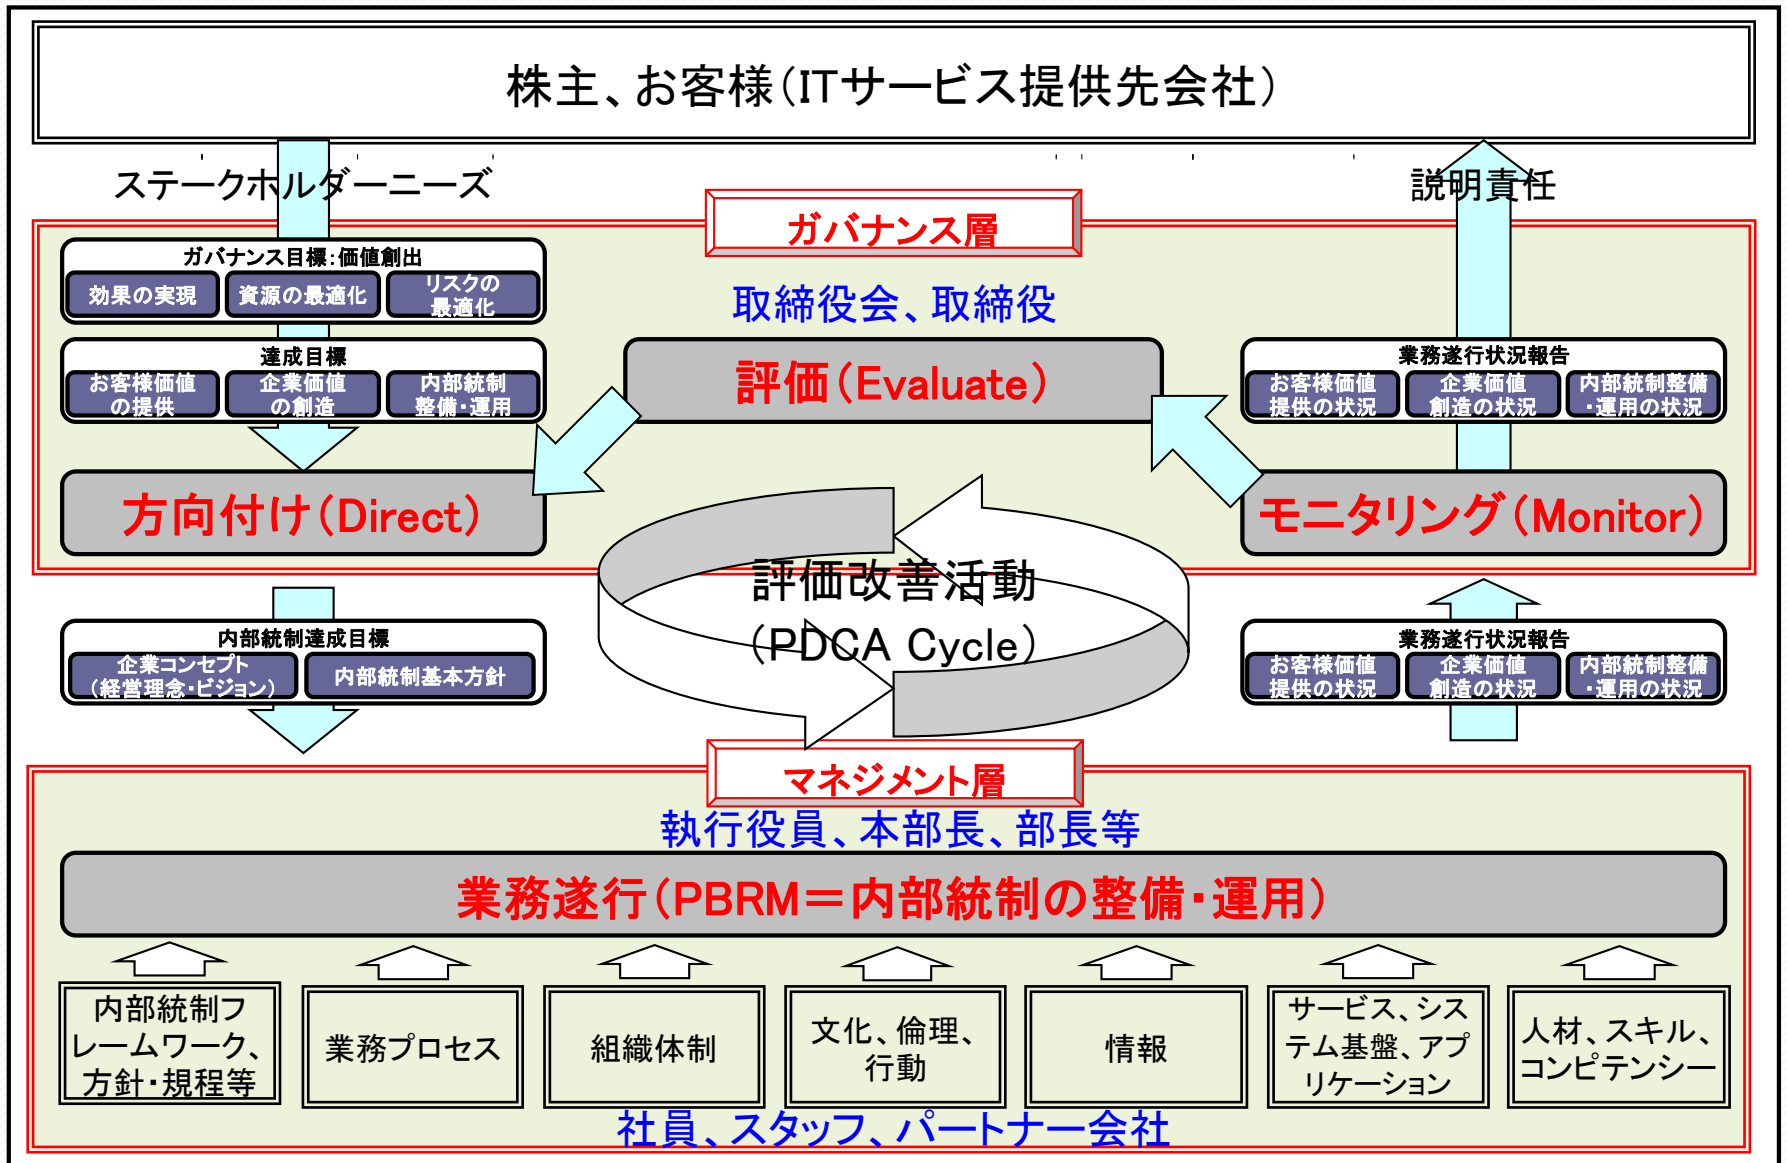 株主、お客様（ITサービス提供先会社）
ステークホルダーニーズ
説明責任
ガバナンス層
ガバナンス目標：価値創出
効果の実現
資源の最適化
リスクの
最適化
取締役会、取締役
達成目標
お客様価値
の提供
企業価値
の創造
内部統制
整備・運用
評価（Evaluate）
業務遂行状況報告
お客様価値
提供の状況
企業価値
創造の状況
内部統制整備
・運用の状況
方向付け（Direct）
モニタリング（Monitor）
評価改善活動
（PDCA Cycle）
内部統制達成目標
企業コンセプト
（経営理念・ビジョン）
内部統制基本方針
業務遂行状況報告
お客様価値
提供の状況
企業価値
創造の状況
内部統制整備
・運用の状況
マネジメント層
執行役員、本部長、部長等
業務遂行（PBRM＝内部統制の整備・運用）
内部統制フ
レームワーク、
方針・規程等
業務プロセス
組織体制
文化、倫理、
行動
情報
サービス、シス
テム基盤、アプ
リケーション
人材、スキル、
コンピテンシー
社員、スタッフ、パートナー会社